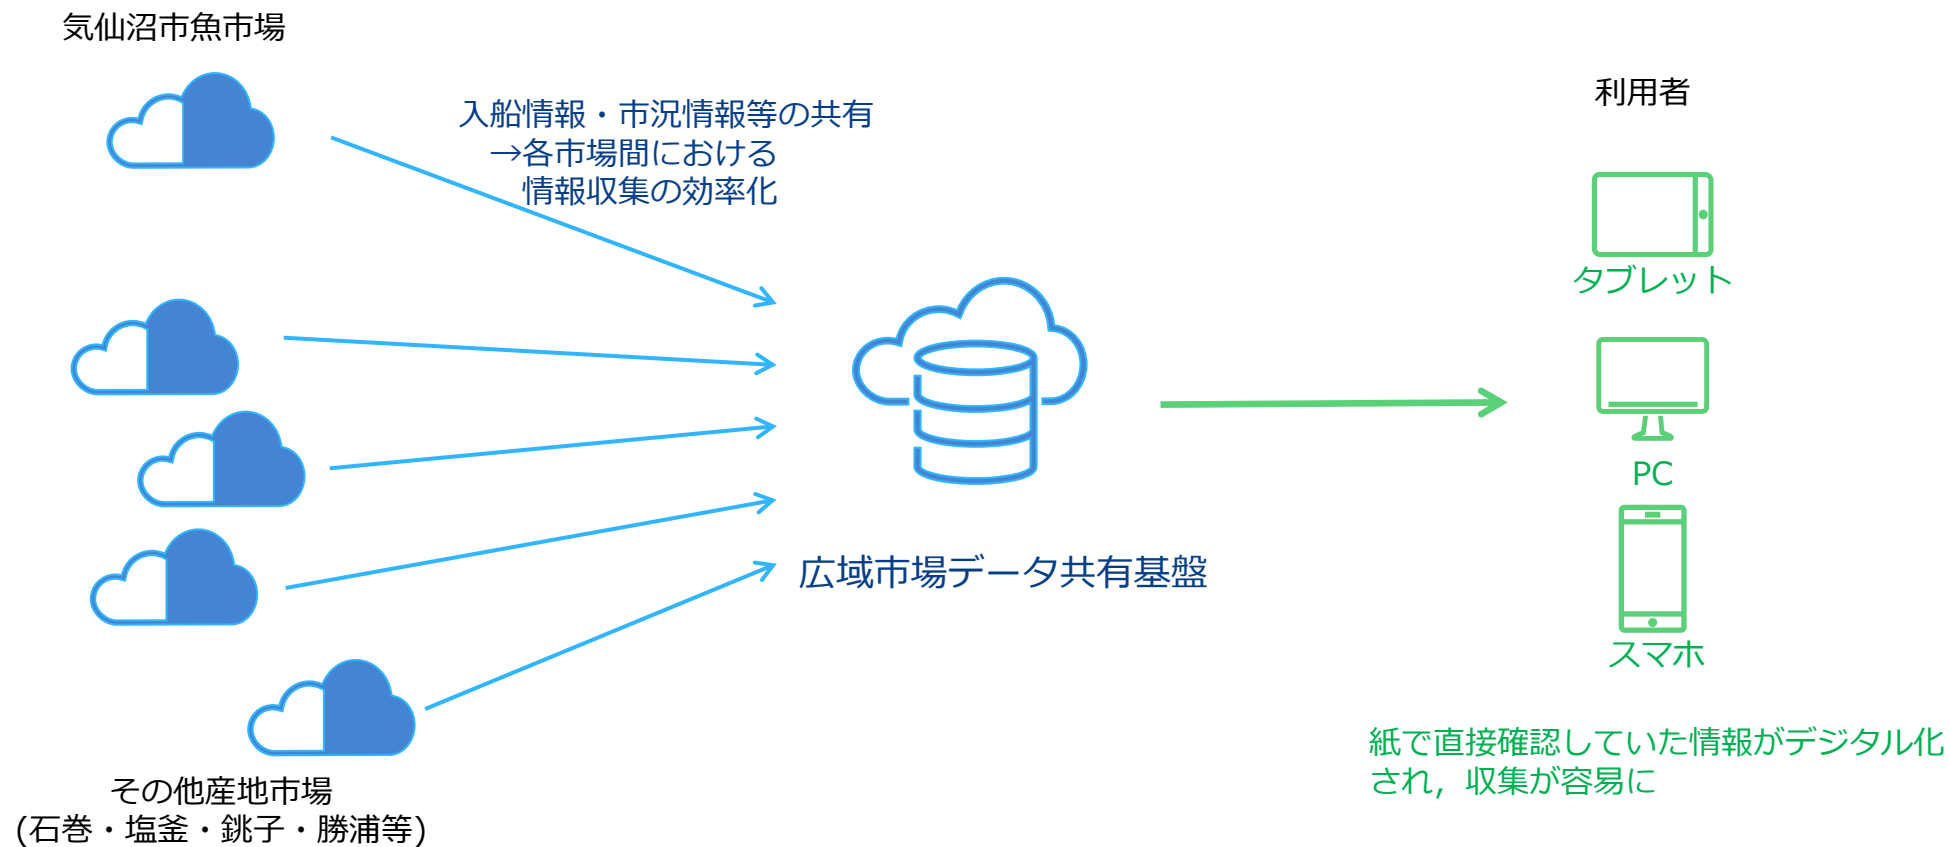 気仙沼市魚市場
入船情報・市況情報等の共有
→各市場間における
情報収集の効率化
利用者
タブレット
PC
スマホ
広域市場データ共有基盤
紙で直接確認していた情報がデジタル化
され，収集が容易に
その他産地市場
(石巻・塩釜・銚子・勝浦等)